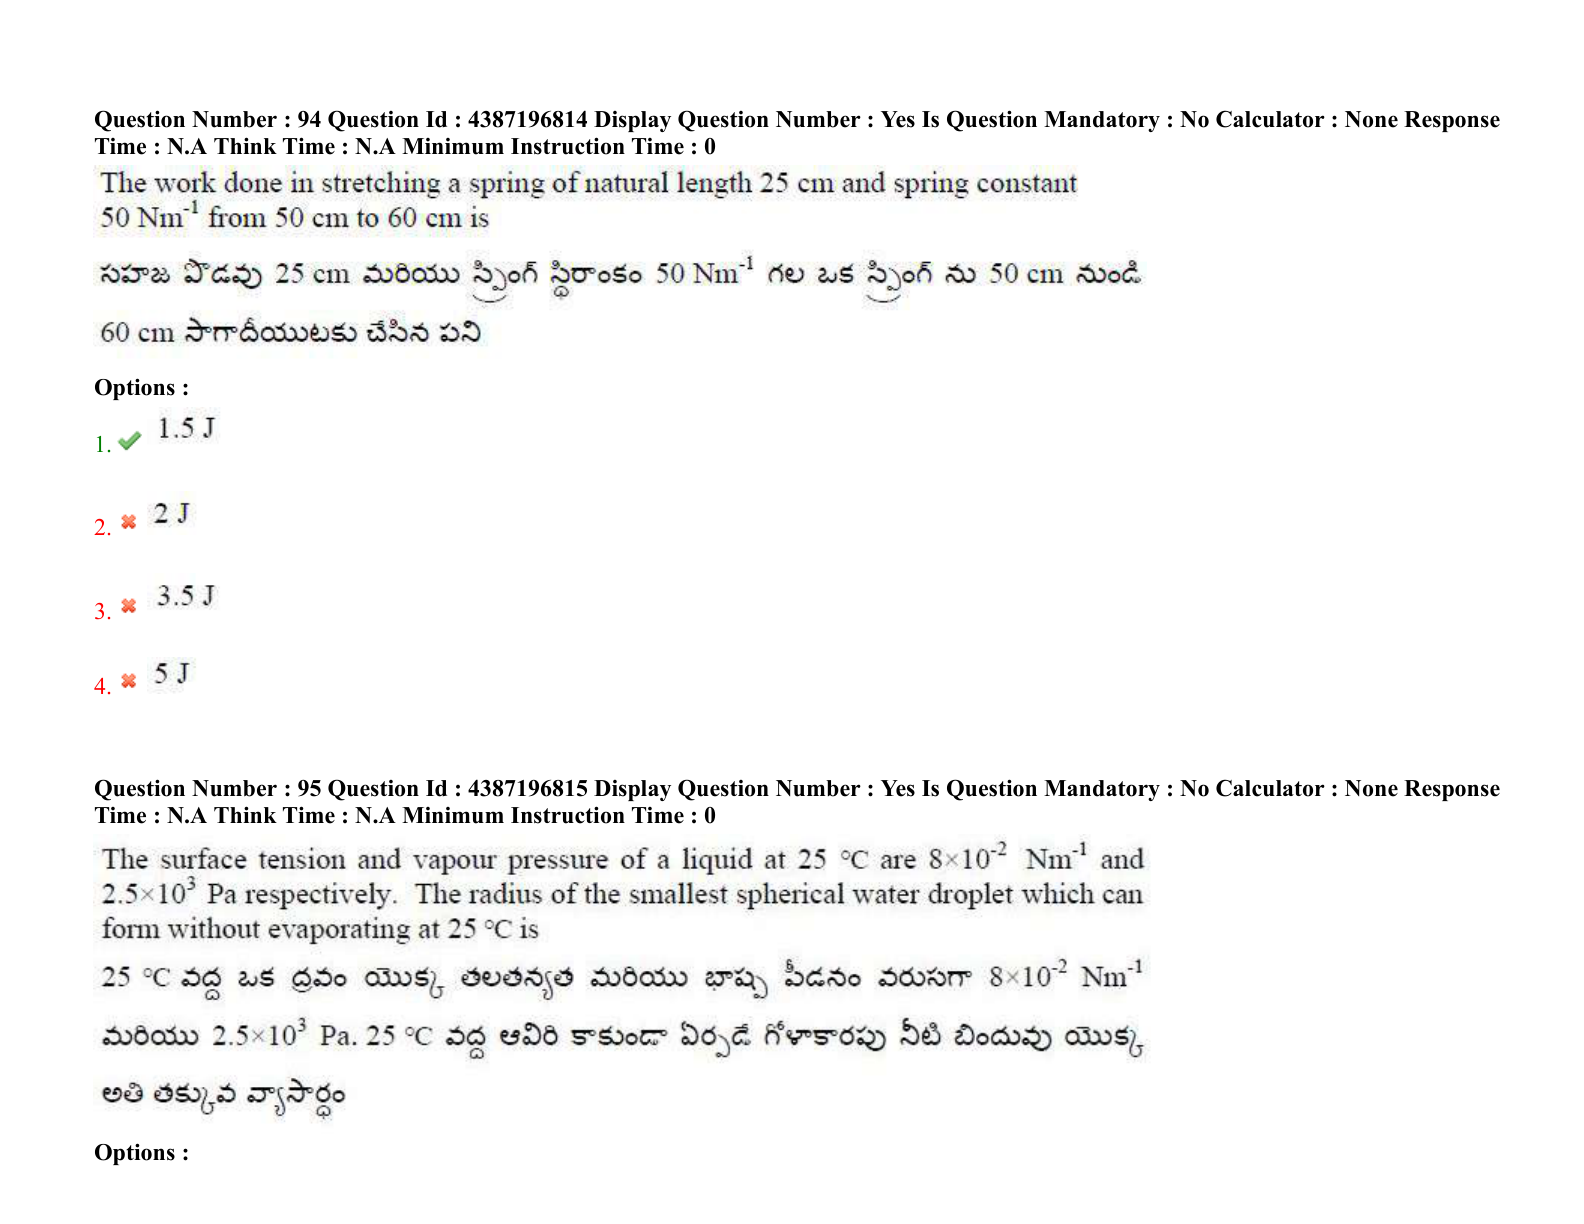 Question Number : 94 Question Id : 4387196814 Display Question Number : Yes Is Question Mandatory : No Calculator : None Response
Time : N.A Think Time : N.A Minimum Instruction Time : 0
The work done in stretching a spring of natural length 25 cm and spring constant
50 Nm⁻¹ from 50 cm to 60 cm is
సహజ పొడవు 25 cm మరియు స్ప్రింగ్ స్థిరాంకం 50 Nm⁻¹ గల ఒక స్ప్రింగ్ ను 50 cm నుండి
60 cm సాగాదీయుటకు చేసిన పని
Options :
1. ✔ 1.5 J
2. ✖ 2 J
3. ✖ 3.5 J
4. ✖ 5 J
Question Number : 95 Question Id : 4387196815 Display Question Number : Yes Is Question Mandatory : No Calculator : None Response
Time : N.A Think Time : N.A Minimum Instruction Time : 0
The surface tension and vapour pressure of a liquid at 25 °C are 8×10⁻² Nm⁻¹ and
2.5×10³ Pa respectively. The radius of the smallest spherical water droplet which can
form without evaporating at 25 °C is
25 °C వద్ద ఒక ద్రవం యొక్క తలతన్యత మరియు భాష్ప పీడనం వరుసగా 8×10⁻² Nm⁻¹
మరియు 2.5×10³ Pa. 25 °C వద్ద ఆవిరి కాకుండా ఏర్పడే గోళాకారపు నీటి బిందువు యొక్క
అతి తక్కువ వ్యాసార్ధం
Options :